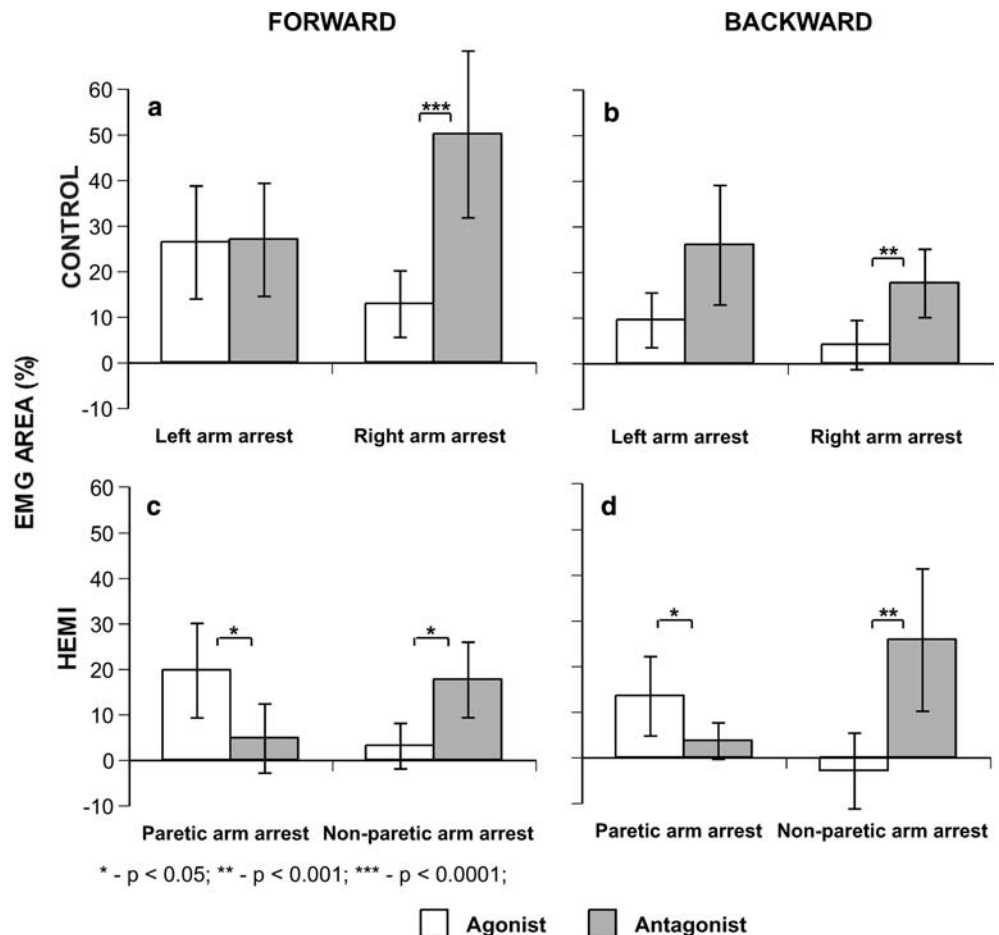 FORWARD
BACKWARD
EMG AREA (%)
CONTROL
a
***
60
50
40
30
20
10
0
-10
Left arm arrest
Right arm arrest
b
**
Left arm arrest
Right arm arrest
HEMI
c
*
*
60
50
40
30
20
10
0
-10
Paretic arm arrest
Non-paretic arm arrest
d
*
**
Paretic arm arrest
Non-paretic arm arrest
* - p < 0.05; ** - p < 0.001; *** - p < 0.0001;
Agonist
Antagonist